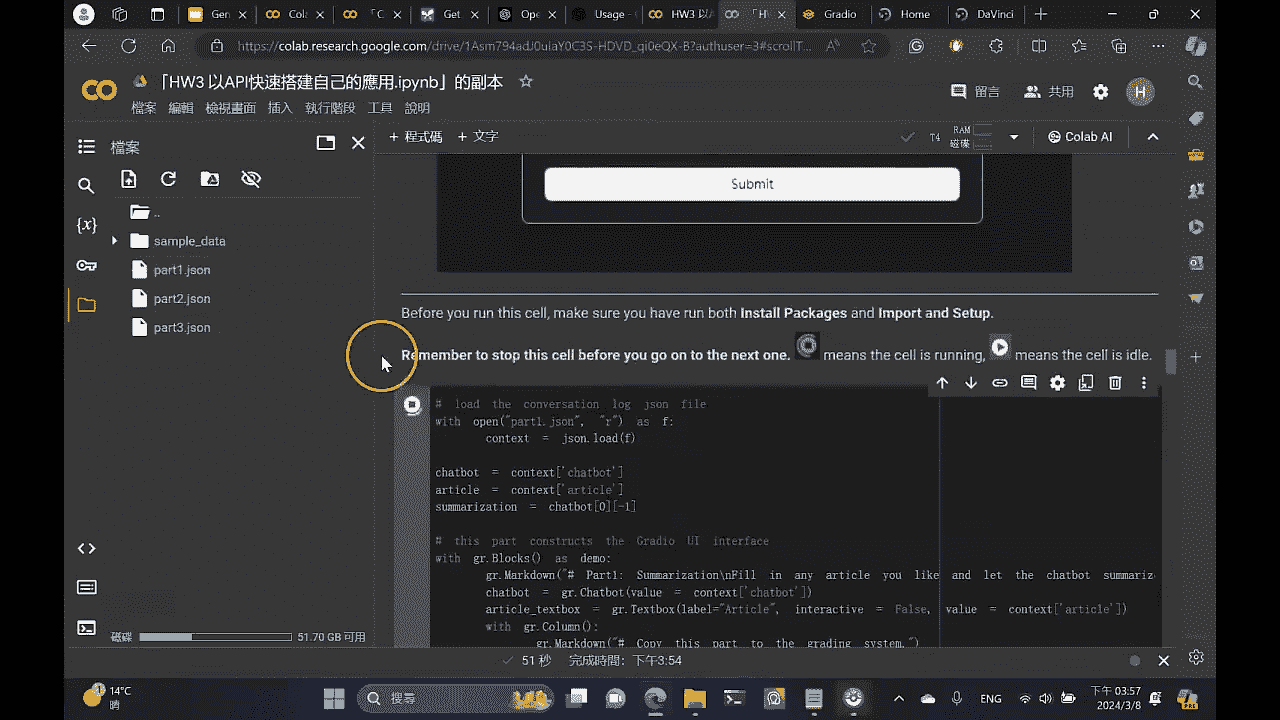 Gen
Cola
「C
Get
Ope
Usage -
HW3 以A
「H
Gradio
Home
DaVinci
https://colab.research.google.com/drive/1Asm794adJ0uIaY0C3S-HDVD_qi0eQX-B?authuser=3#scrollT...
「HW3 以API快速搭建自己的應用.ipynb」的副本
檔案 編輯 檢視畫面 插入 執行階段 工具 說明
留言 共用 H
檔案
+ 程式碼 + 文字
T4 RAM
磁碟
Colab AI
..
sample_data
part1.json
part2.json
part3.json
磁碟 51.70 GB 可用
Submit
Before you run this cell, make sure you have run both Install Packages and Import and Setup.
Remember to stop this cell before you go on to the next one. means the cell is running, means the cell is idle.
# load the conversation log json file
with open("part1.json", "r") as f:
context = json.load(f)
chatbot = context['chatbot']
article = context['article']
summarization = chatbot[0][-1]
# this part constructs the Gradio UI interface
with gr.Blocks() as demo:
gr.Markdown("# Part1: Summarization\nFill in any article you like and let the chatbot summariz
chatbot = gr.Chatbot(value = context['chatbot'])
article_textbox = gr.Textbox(label="Article", interactive = False, value = context['article'])
with gr.Column():
gr.Markdown("# Copy this part to the grading system.")
51 秒 完成時間：下午3:54
14°C
陰
搜尋
ENG
下午 03:57
2024/3/8